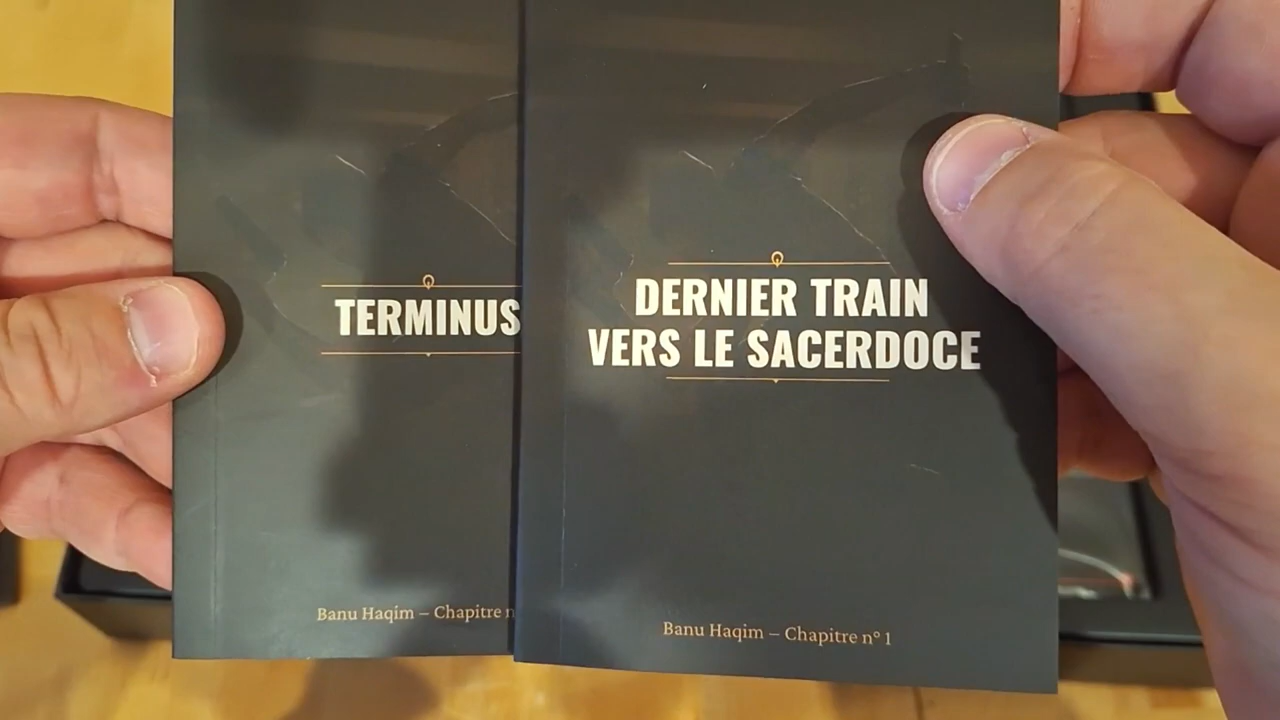 TERMINUS
Banu Haqim – Chapitre n
DERNIER TRAIN
VERS LE SACERDOCE
Banu Haqim – Chapitre n° 1